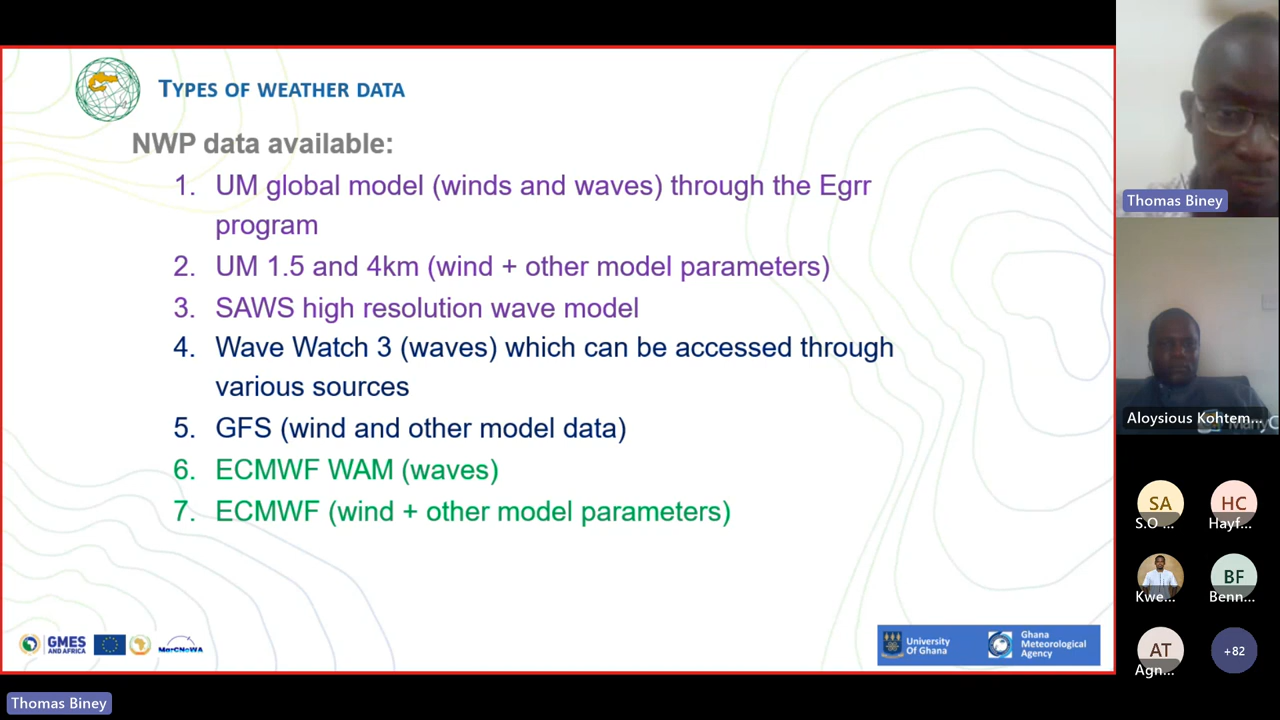 TYPES OF WEATHER DATA
NWP data available:
1. UM global model (winds and waves) through the Egrr
program
2. UM 1.5 and 4km (wind + other model parameters)
3. SAWS high resolution wave model
4. Wave Watch 3 (waves) which can be accessed through
various sources
5. GFS (wind and other model data)
6. ECMWF WAM (waves)
7. ECMWF (wind + other model parameters)
GMES
AND AFRICA
MarCNoWA
University
Of Ghana
Ghana
Meteorological
Agency
Thomas Biney
Thomas Biney
Aloysious Kohtem...
SA
S.O ...
HC
Hayf...
Kwe...
BF
Benn...
AT
Agn...
+82